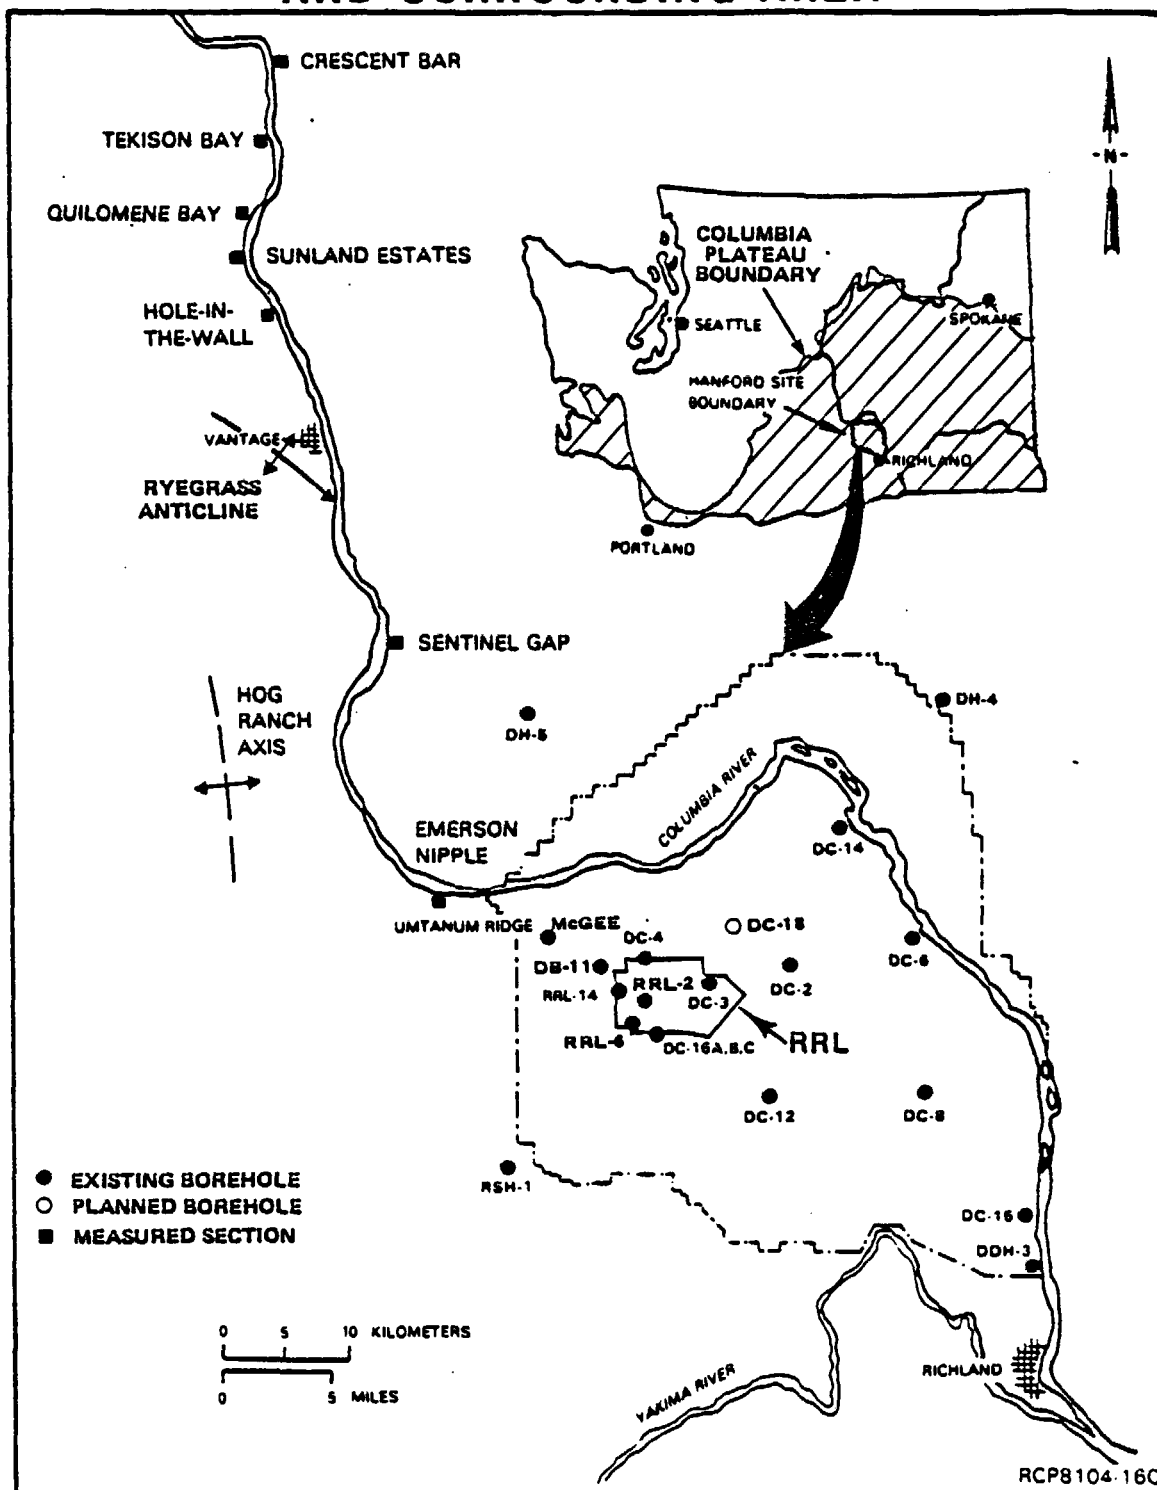 CRESCENT BAR
TEKISON BAY
QUILOMENE BAY
SUNLAND ESTATES
HOLE-IN-
THE-WALL
VANTAGE
RYEGRASS
ANTICLINE
SENTINEL GAP
HOG
RANCH
AXIS
-N-
COLUMBIA
PLATEAU
BOUNDARY
SEATTLE
SPOKANE
HANFORD SITE
BOUNDARY
RICHLAND
PORTLAND
DH-5
DH-4
COLUMBIA RIVER
EMERSON
NIPPLE
DC-14
UMTANUM RIDGE
McGEE
DC-18
DC-4
DC-6
DB-11
RRL-2
DC-2
RRL-14
DC-3
RRL-6
DC-16A,B,C
RRL
DC-12
DC-8
RSH-1
DC-16
DDH-3
EXISTING BOREHOLE
PLANNED BOREHOLE
MEASURED SECTION
0 5 10 KILOMETERS
0 5 MILES
RICHLAND
YAKIMA RIVER
RCP8104-160